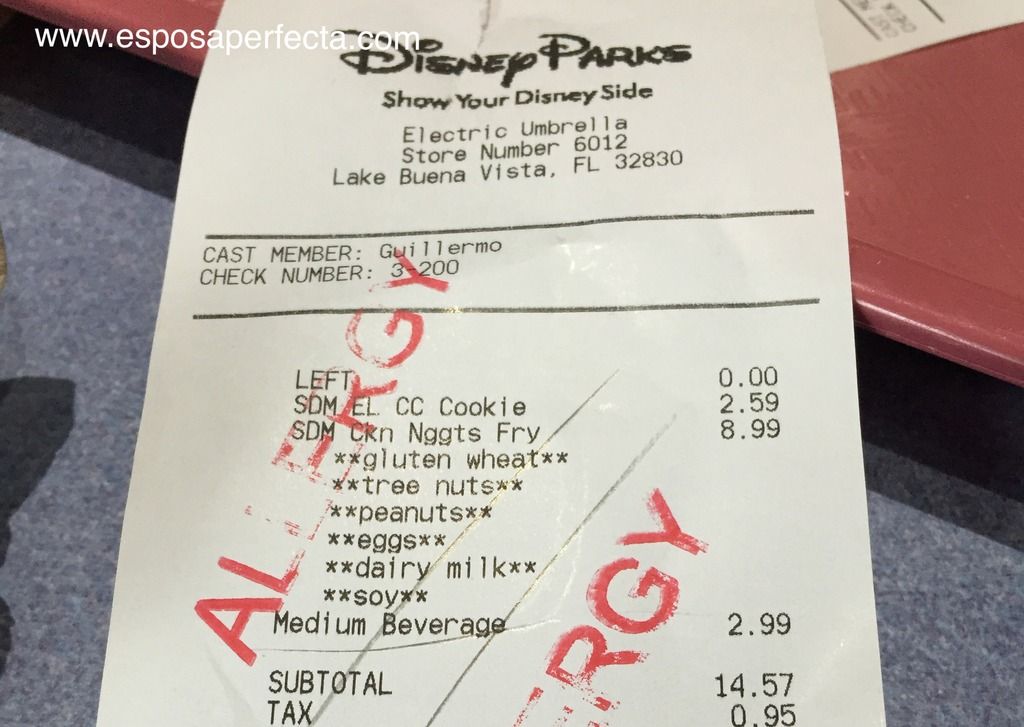 www.esposaperfecta.com
Disney Parks
Show Your Disney Side
Electric Umbrella
Store Number 6012
Lake Buena Vista, FL 32830
CAST MEMBER: Guillermo
CHECK NUMBER: 3-200
LEFT 0.00
SDM EL CC Cookie 2.59
SDM Ckn Nggts Fry 8.99
**gluten wheat**
**tree nuts**
**peanuts**
**eggs**
**dairy milk**
**soy**
Medium Beverage 2.99
SUBTOTAL 14.57
TAX 0.95
ALLERGY
ERGY